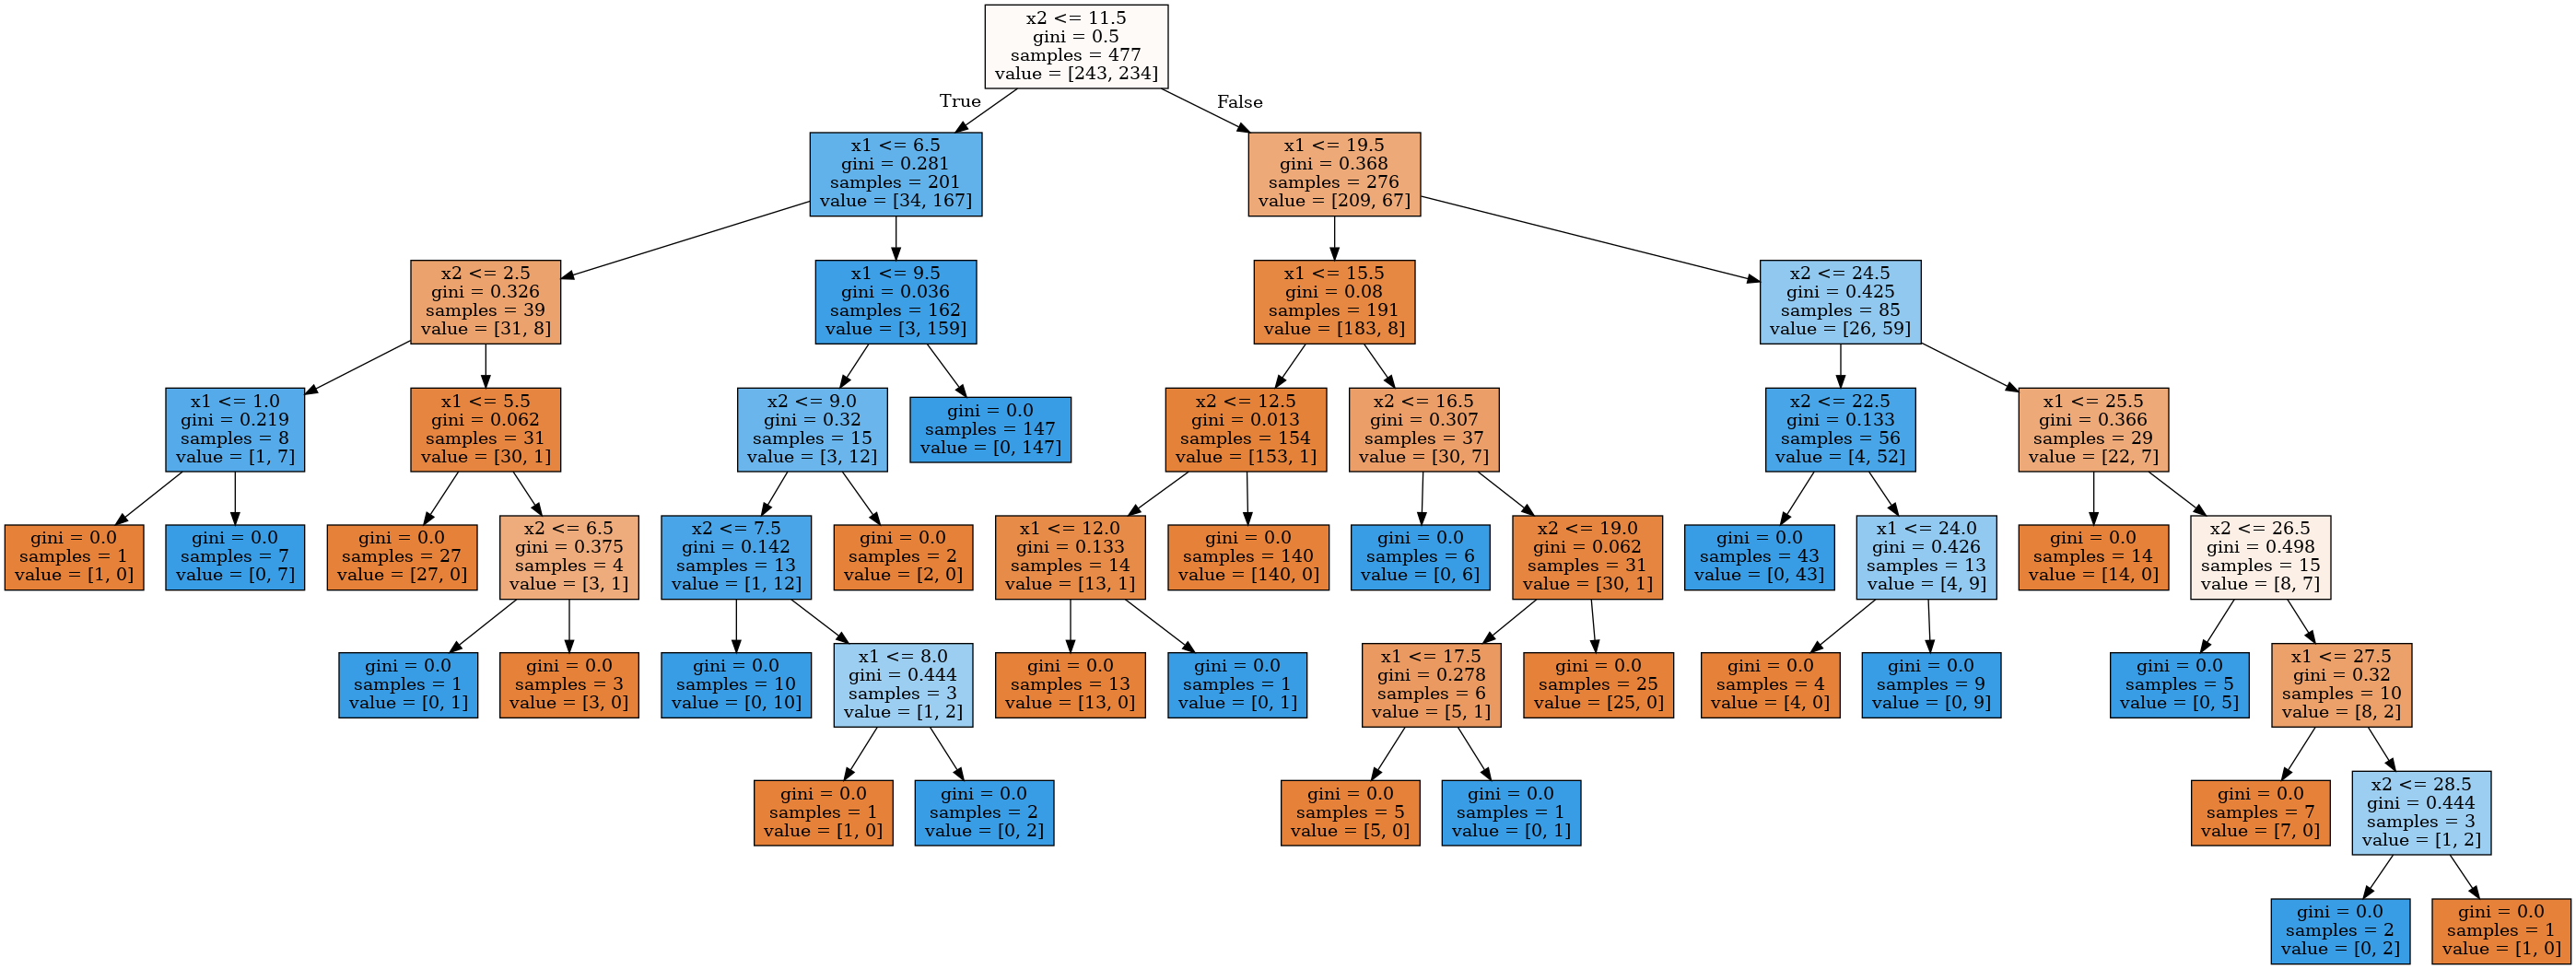 x2 <= 11.5
gini = 0.5
samples = 477
value = [243, 234]
True
False
x1 <= 6.5
gini = 0.281
samples = 201
value = [34, 167]
x1 <= 19.5
gini = 0.368
samples = 276
value = [209, 67]
x2 <= 2.5
gini = 0.326
samples = 39
value = [31, 8]
x1 <= 9.5
gini = 0.036
samples = 162
value = [3, 159]
x1 <= 15.5
gini = 0.08
samples = 191
value = [183, 8]
x2 <= 24.5
gini = 0.425
samples = 85
value = [26, 59]
x1 <= 1.0
gini = 0.219
samples = 8
value = [1, 7]
x1 <= 5.5
gini = 0.062
samples = 31
value = [30, 1]
x2 <= 9.0
gini = 0.32
samples = 15
value = [3, 12]
gini = 0.0
samples = 147
value = [0, 147]
x2 <= 12.5
gini = 0.013
samples = 154
value = [153, 1]
x2 <= 16.5
gini = 0.307
samples = 37
value = [30, 7]
x2 <= 22.5
gini = 0.133
samples = 56
value = [4, 52]
x1 <= 25.5
gini = 0.366
samples = 29
value = [22, 7]
gini = 0.0
samples = 1
value = [1, 0]
gini = 0.0
samples = 7
value = [0, 7]
gini = 0.0
samples = 27
value = [27, 0]
x2 <= 6.5
gini = 0.375
samples = 4
value = [3, 1]
x2 <= 7.5
gini = 0.142
samples = 13
value = [1, 12]
gini = 0.0
samples = 2
value = [2, 0]
x1 <= 12.0
gini = 0.133
samples = 14
value = [13, 1]
gini = 0.0
samples = 140
value = [140, 0]
gini = 0.0
samples = 6
value = [0, 6]
x2 <= 19.0
gini = 0.062
samples = 31
value = [30, 1]
gini = 0.0
samples = 43
value = [0, 43]
x1 <= 24.0
gini = 0.426
samples = 13
value = [4, 9]
gini = 0.0
samples = 14
value = [14, 0]
x2 <= 26.5
gini = 0.498
samples = 15
value = [8, 7]
gini = 0.0
samples = 1
value = [0, 1]
gini = 0.0
samples = 3
value = [3, 0]
gini = 0.0
samples = 10
value = [0, 10]
x1 <= 8.0
gini = 0.444
samples = 3
value = [1, 2]
gini = 0.0
samples = 13
value = [13, 0]
gini = 0.0
samples = 1
value = [0, 1]
x1 <= 17.5
gini = 0.278
samples = 6
value = [5, 1]
gini = 0.0
samples = 25
value = [25, 0]
gini = 0.0
samples = 4
value = [4, 0]
gini = 0.0
samples = 9
value = [0, 9]
gini = 0.0
samples = 5
value = [0, 5]
x1 <= 27.5
gini = 0.32
samples = 10
value = [8, 2]
gini = 0.0
samples = 1
value = [1, 0]
gini = 0.0
samples = 2
value = [0, 2]
gini = 0.0
samples = 5
value = [5, 0]
gini = 0.0
samples = 1
value = [0, 1]
gini = 0.0
samples = 7
value = [7, 0]
x2 <= 28.5
gini = 0.444
samples = 3
value = [1, 2]
gini = 0.0
samples = 2
value = [0, 2]
gini = 0.0
samples = 1
value = [1, 0]